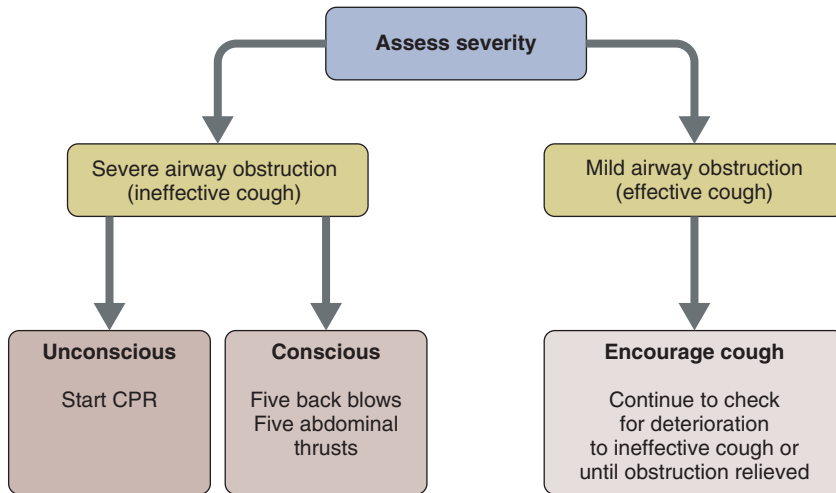 Assess severity
Severe airway obstruction
(ineffective cough)
Mild airway obstruction
(effective cough)
Unconscious
Start CPR
Conscious
Five back blows
Five abdominal
thrusts
Encourage cough
Continue to check
for deterioration
to ineffective cough or
until obstruction relieved